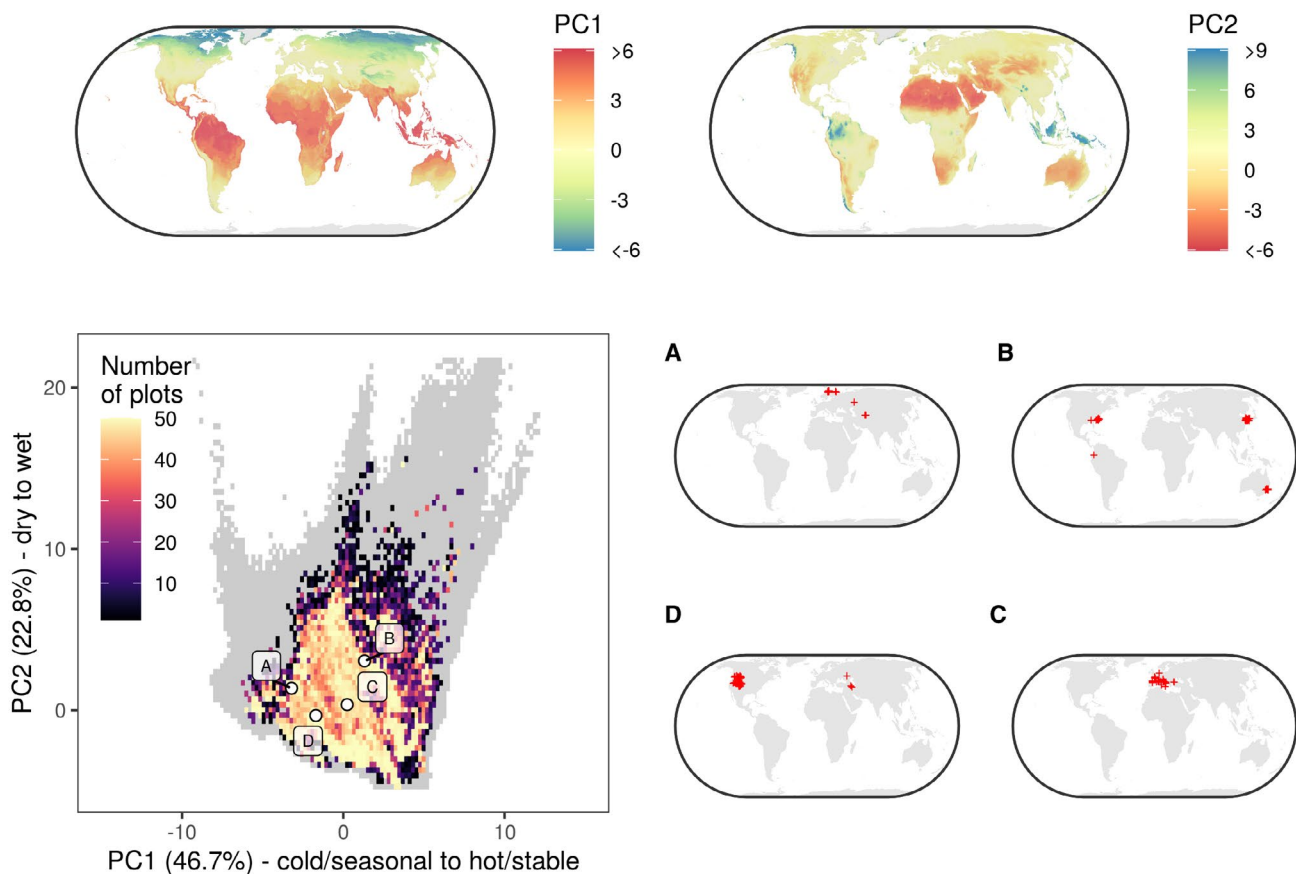 PC1
>6
3
0
-3
<-6
PC2
>9
6
3
0
-3
<-6
Number
of plots
50
40
30
20
10
20
10
0
PC2 (22.8%) - dry to wet
A
B
C
D
-10
0
10
PC1 (46.7%) - cold/seasonal to hot/stable
A
B
D
C